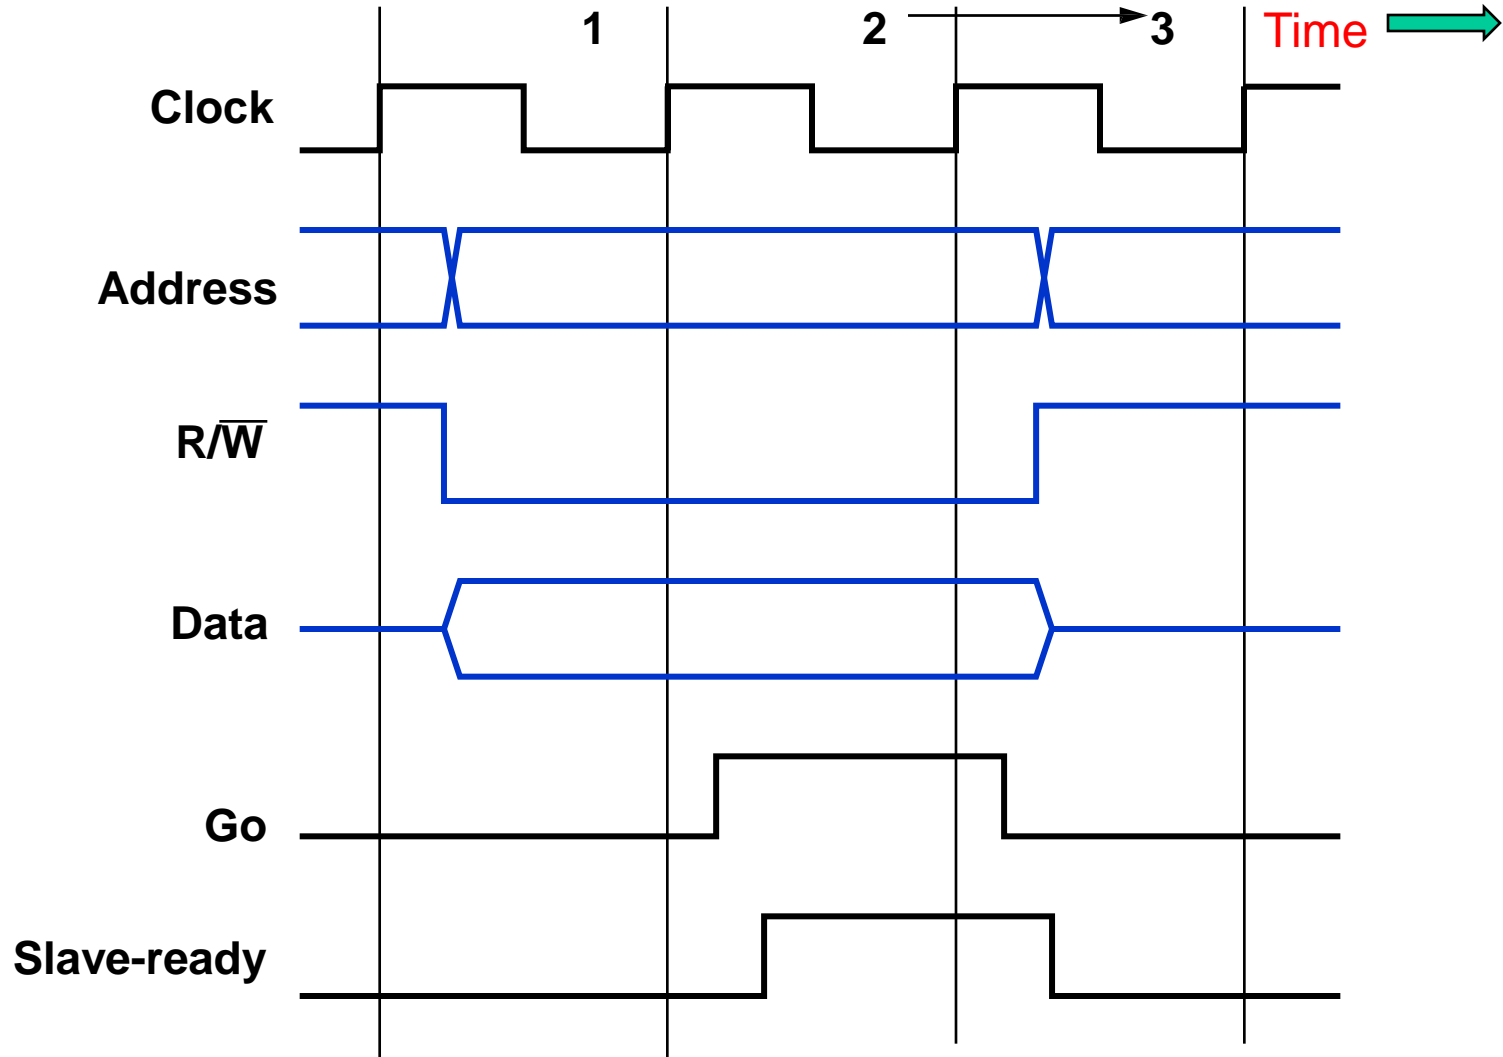 1 2 3 Time
Clock
Address
R/W̅
Data
Go
Slave-ready